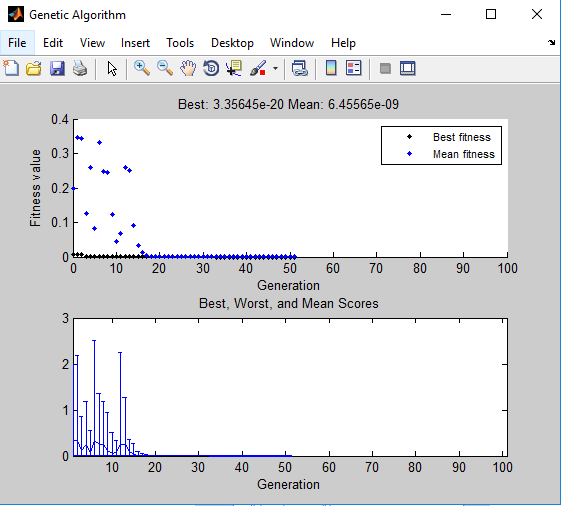 Genetic Algorithm
File Edit View Insert Tools Desktop Window Help
Best: 3.35645e-20 Mean: 6.45565e-09
0.4
0.3
0.2
0.1
0
Fitness value
Best fitness
Mean fitness
0 10 20 30 40 50 60 70 80 90 100
Generation
Best, Worst, and Mean Scores
3
2
1
0
10 20 30 40 50 60 70 80 90 100
Generation